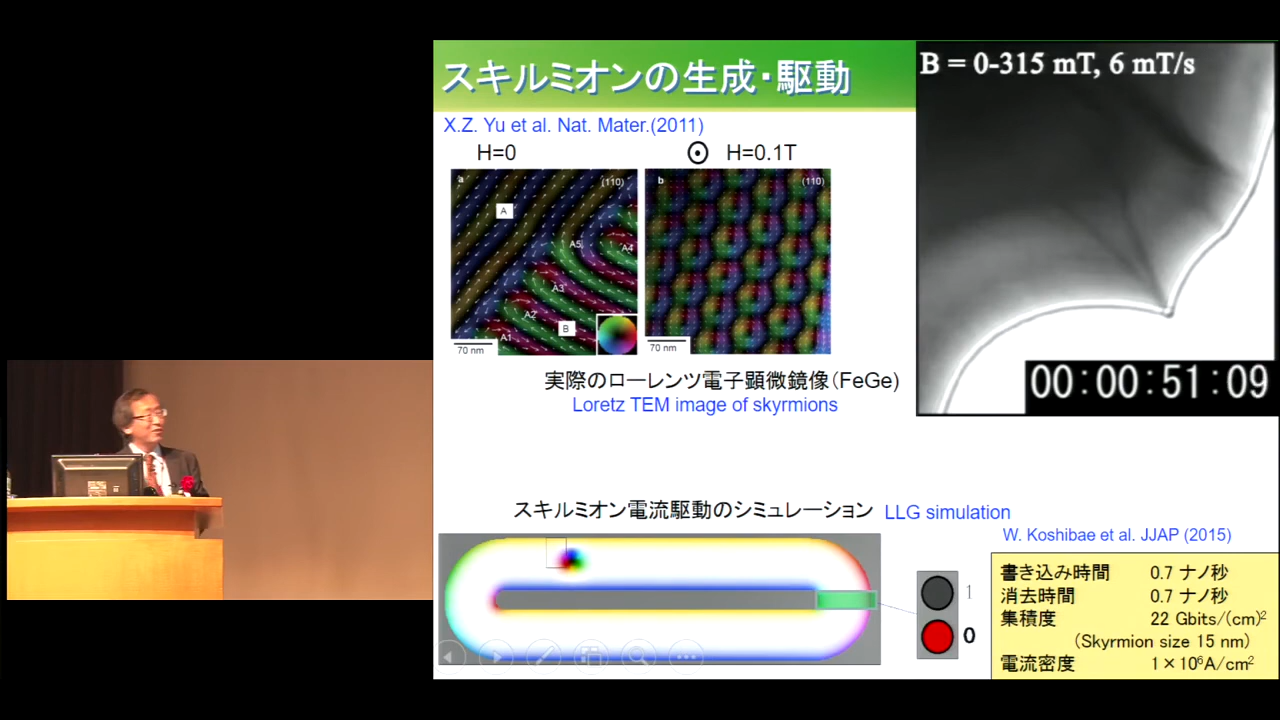 スキルミオンの生成・駆動
X.Z. Yu et al. Nat. Mater.(2011)
H=0
H=0.1T
a
(110)
A
A5
A4
A3
A2
B
A1
70 nm
b
(110)
70 nm
実際のローレンツ電子顕微鏡像(FeGe)
Loretz TEM image of skyrmions
B = 0-315 mT, 6 mT/s
00:00:51:09
スキルミオン電流駆動のシミュレーション
LLG simulation
W. Koshibae et al. JJAP (2015)
1
0
書き込み時間 0.7 ナノ秒
消去時間 0.7 ナノ秒
集積度 22 Gbits/(cm)²
(Skyrmion size 15 nm)
電流密度 1×10⁶A/cm²